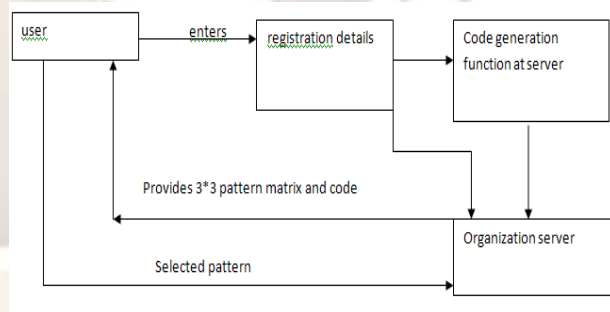 user
enters
registration details
Code generation
function at server
Provides 3*3 pattern matrix and code
Organization server
Selected pattern